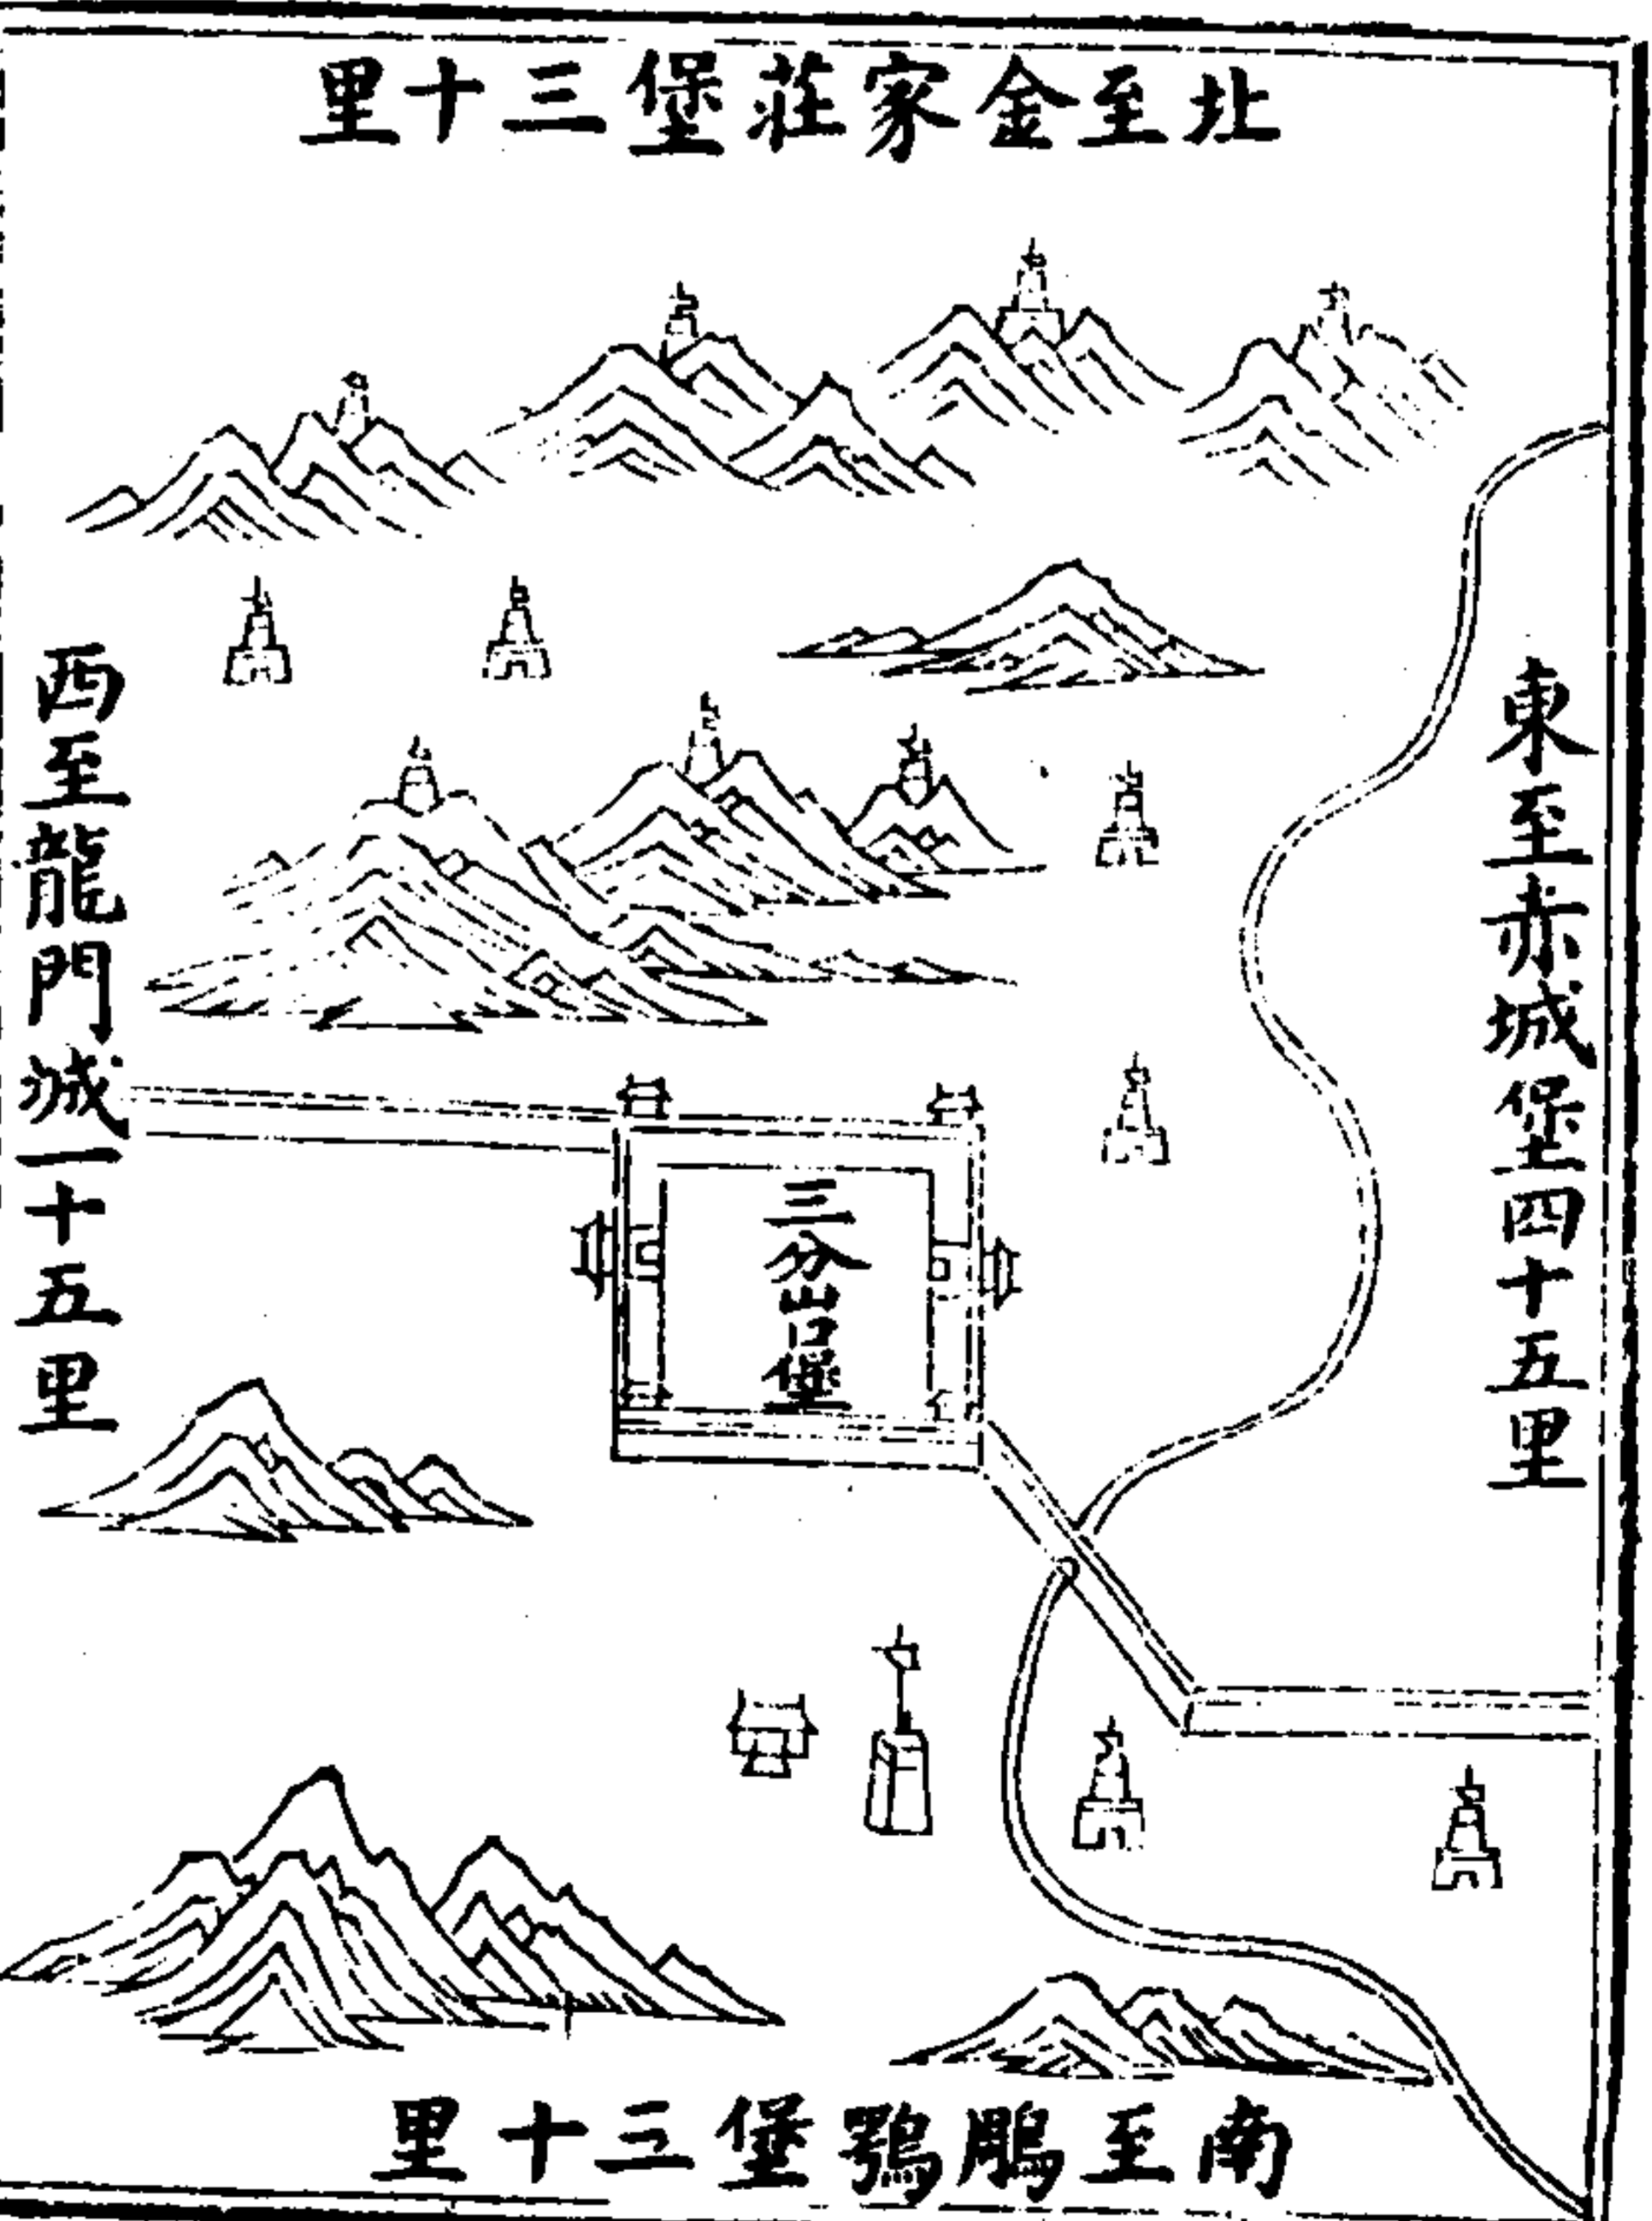 北至金家莊堡三十里
東至赤城堡四十五里
三分山口堡
西至龍門城一十五里
南至鵰鶚堡三十里